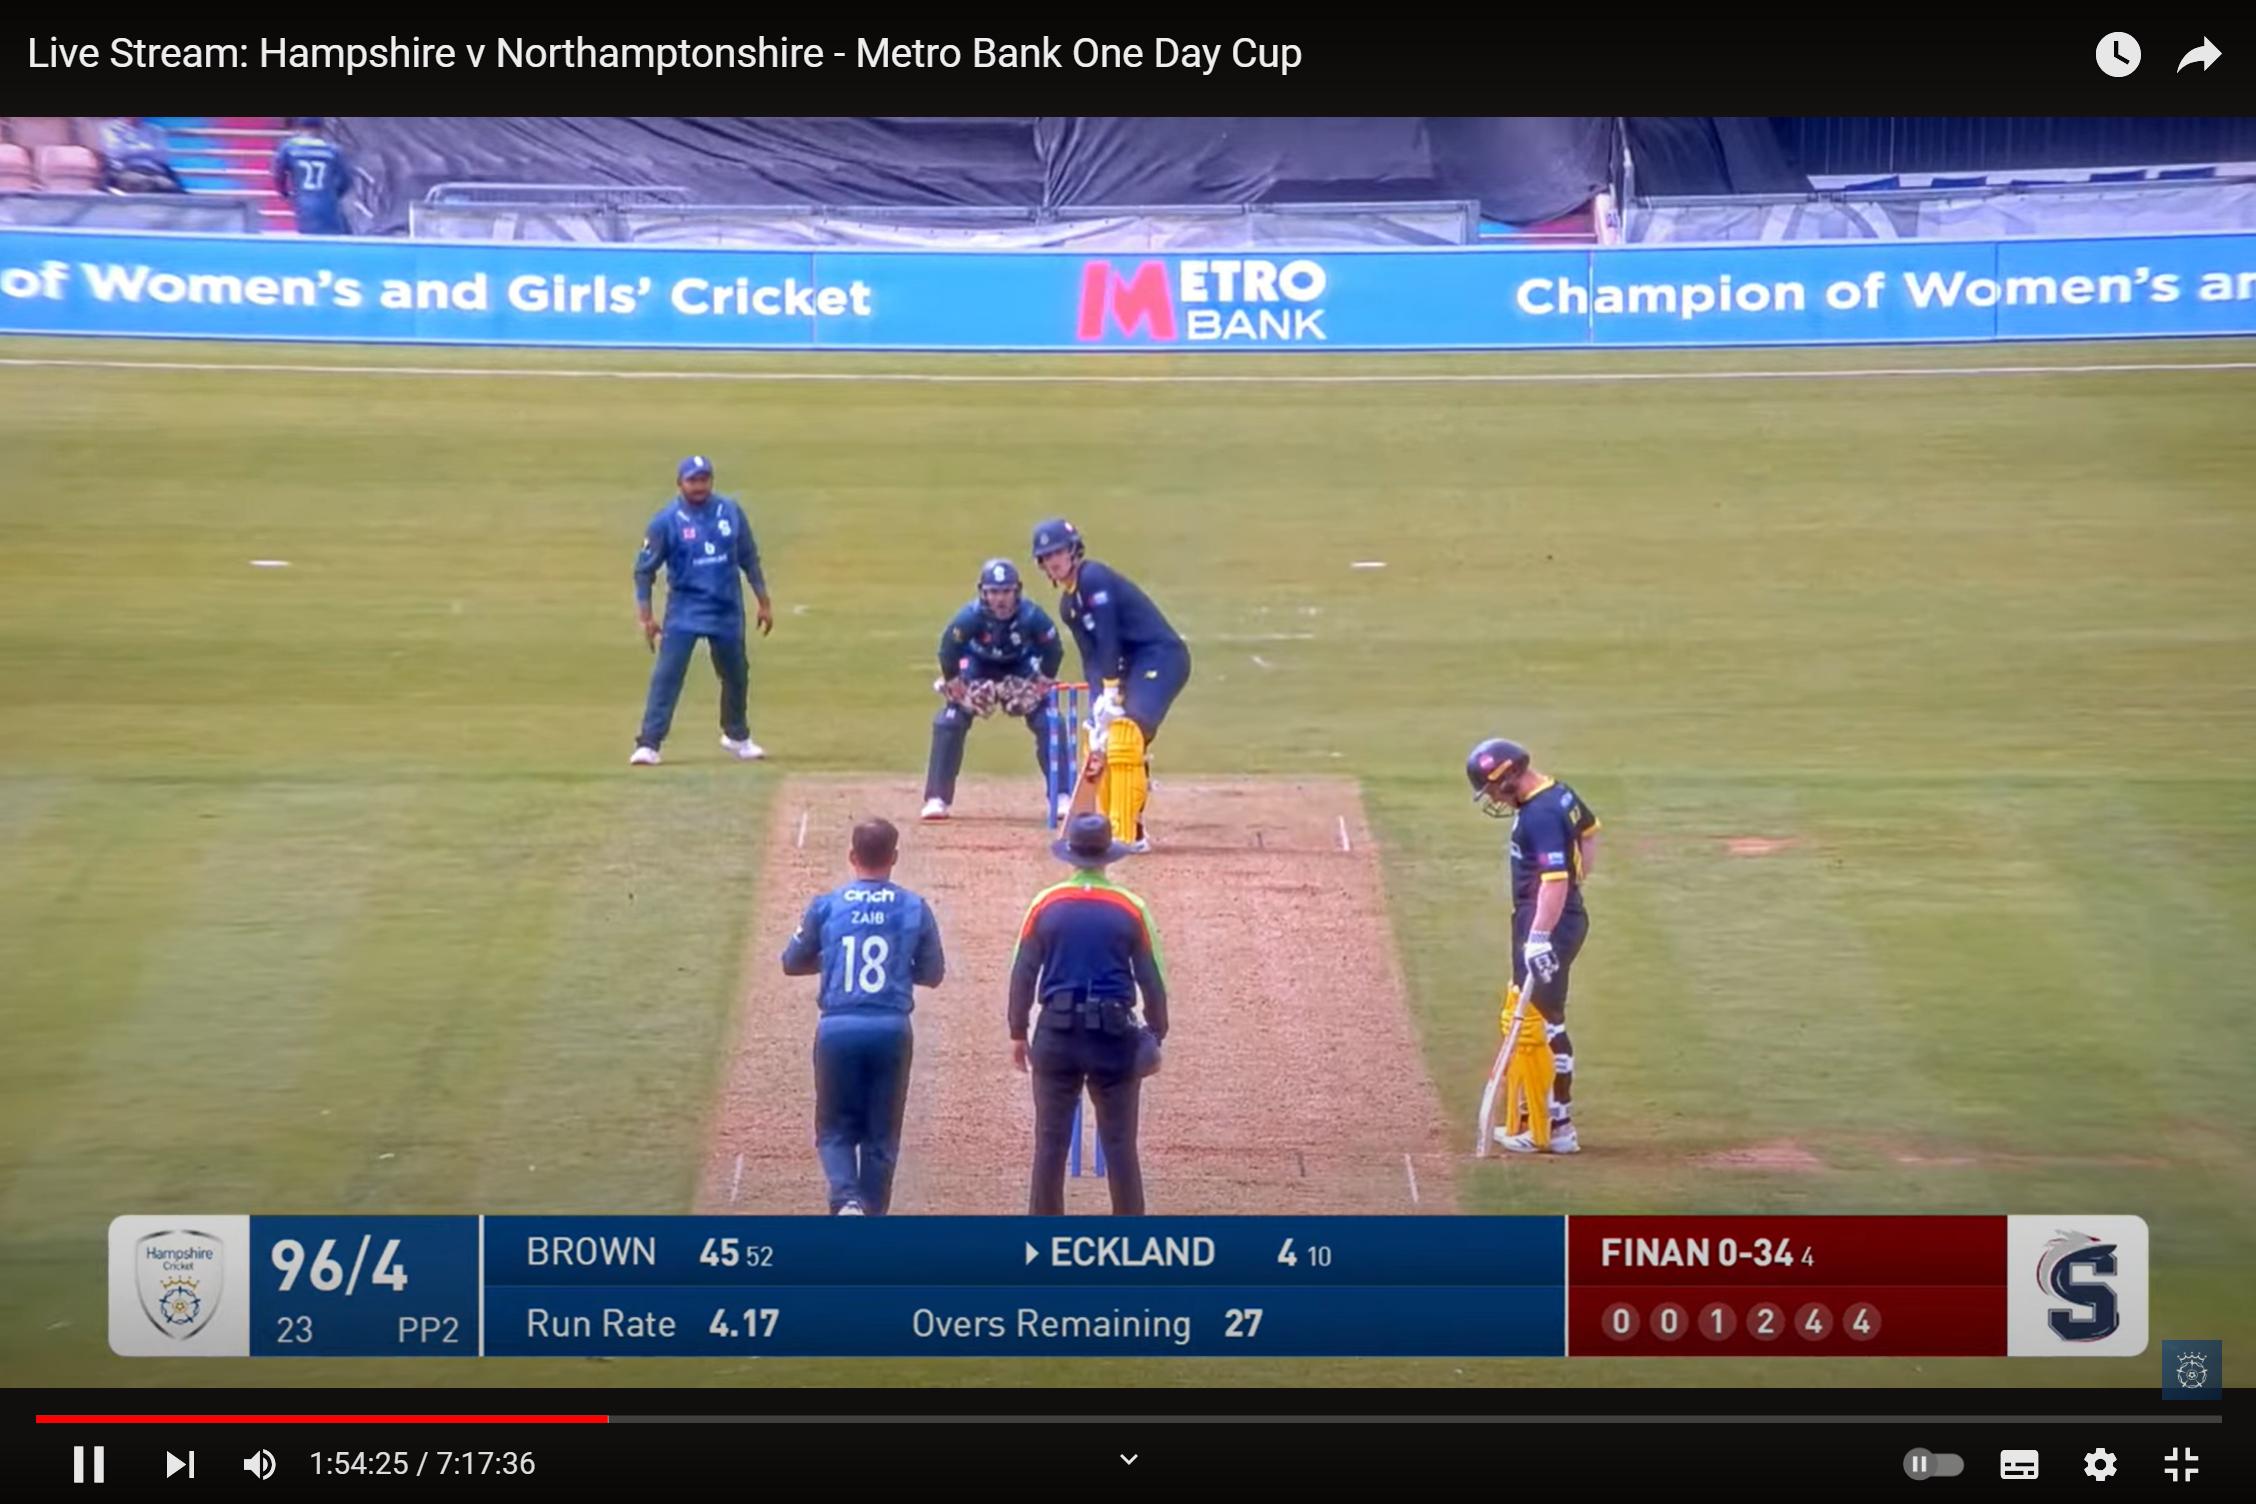 Live Stream: Hampshire v Northamptonshire - Metro Bank One Day Cup
27
of Women's and Girls' Cricket
METRO
BANK
Champion of Women's an
cinch
ZAIB
18
Hampshire
Cricket
96/4
23 PP2
BROWN 45 52
ECKLAND 4 10
Run Rate 4.17
Overs Remaining 27
FINAN 0-34 4
0 0 1 2 4 4
S
1:54:25 / 7:17:36